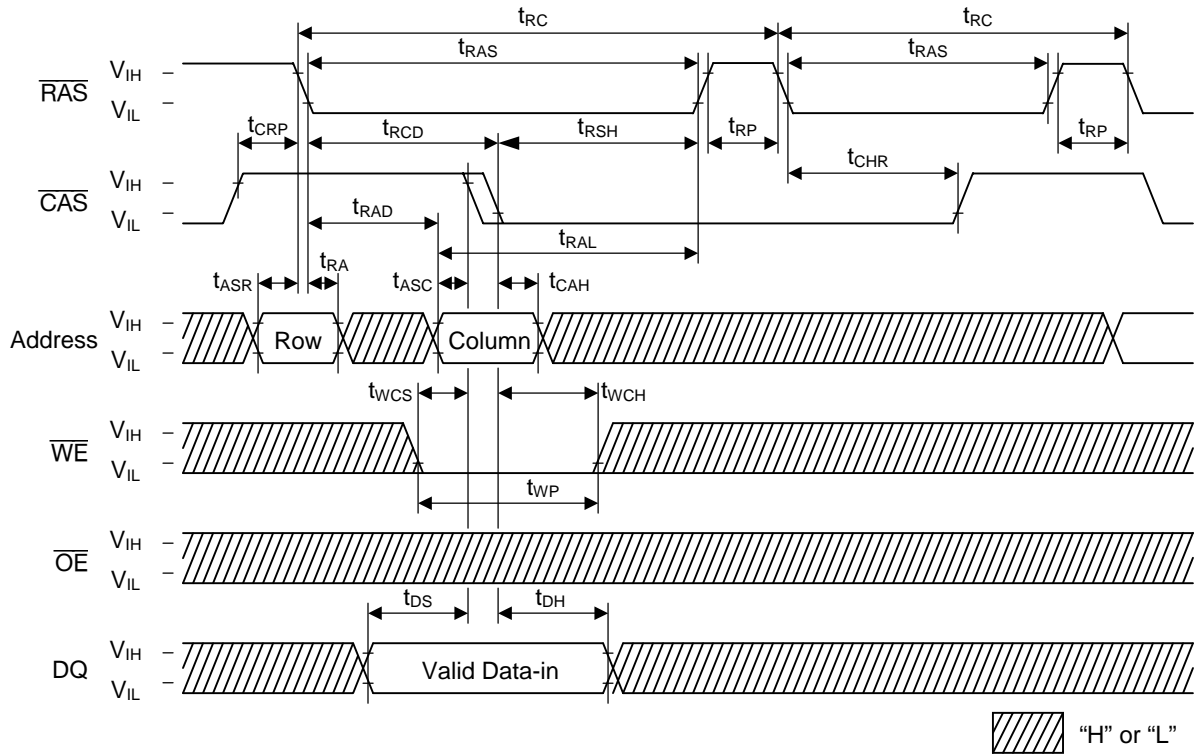 tRC tRC
tRAS tRAS
RAS VIH VIL
tCRP tRCD tRSH tRP tRP
tCHR
CAS VIH VIL
tRAD
tRAL
tASR tRA tASC tCAH
Address VIH VIL Row Column
tWCS tWCH
WE VIH VIL
tWP
OE VIH VIL
tDS tDH
DQ VIH VIL Valid Data-in
“H” or “L”